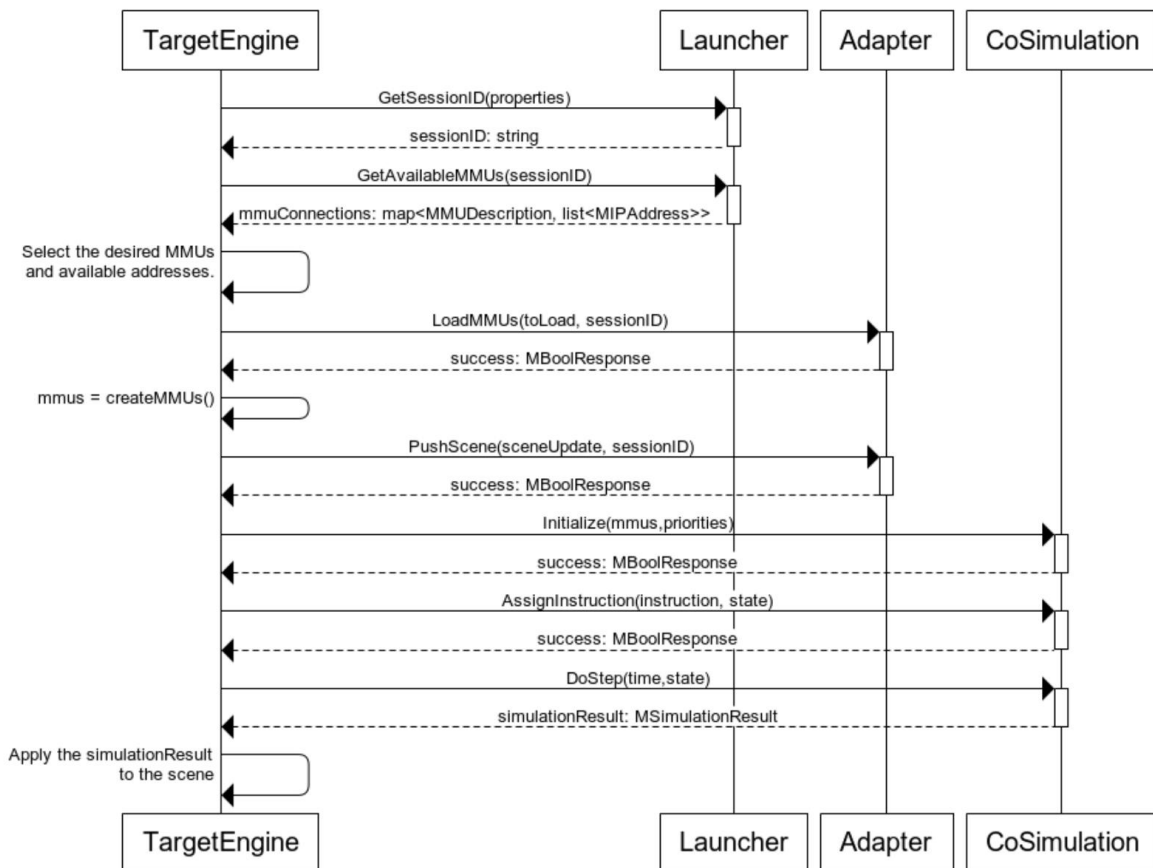 TargetEngine
Launcher
Adapter
CoSimulation
GetSessionID(properties)
sessionID: string
GetAvailableMMUs(sessionID)
mmuConnections: map<MMUDescription, list<MIPAddress>>
Select the desired MMUs
and available addresses.
LoadMMUs(toLoad, sessionID)
success: MBoolResponse
mmus = createMMUs()
PushScene(sceneUpdate, sessionID)
success: MBoolResponse
Initialize(mmus,priorities)
success: MBoolResponse
AssignInstruction(instruction, state)
success: MBoolResponse
DoStep(time,state)
simulationResult: MSimulationResult
Apply the simulationResult
to the scene
TargetEngine
Launcher
Adapter
CoSimulation